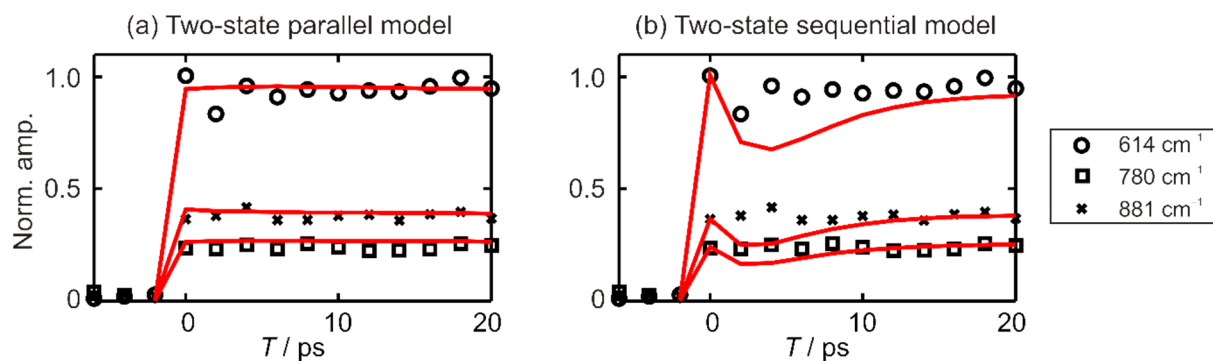 (a) Two-state parallel model
(b) Two-state sequential model
Norm. amp.
1.0
0.5
0
0
10
20
T / ps
1.0
0.5
0
0
10
20
T / ps
614 cm⁻¹
780 cm⁻¹
881 cm⁻¹